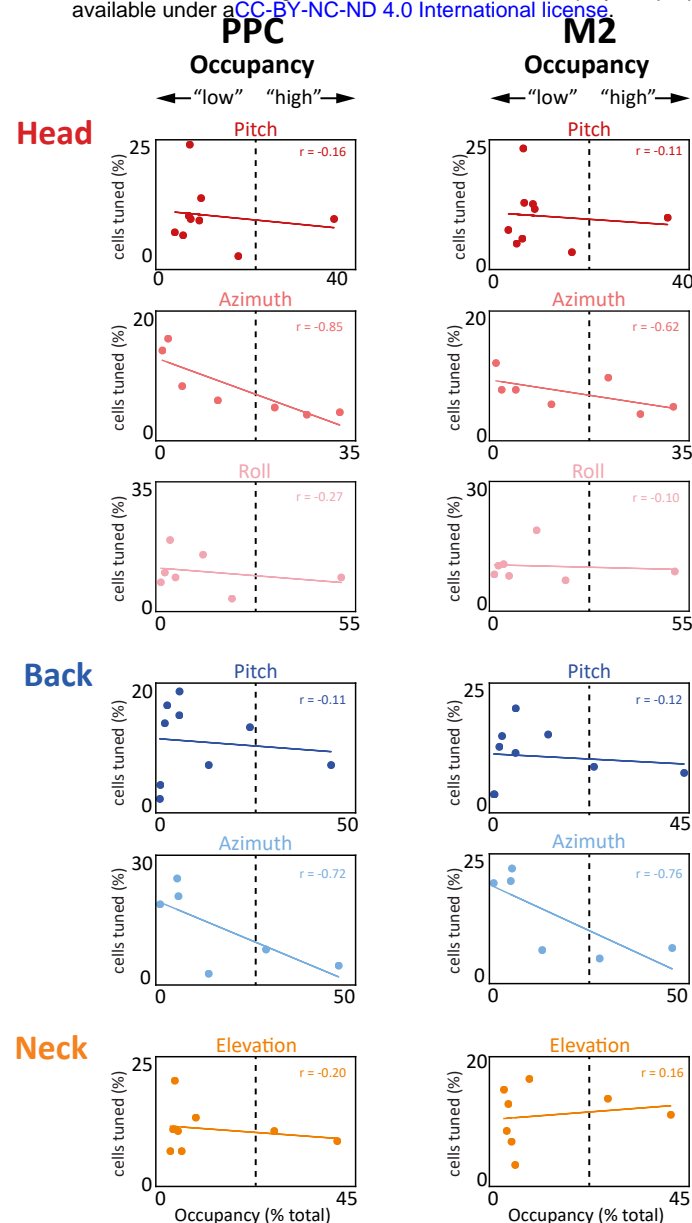 available under aCC-BY-NC-ND 4.0 International license.
PPC M2
Occupancy Occupancy
"low" "high" "low" "high"
Head
Pitch Pitch
25 r = -0.16 r = -0.11
cells tuned (%) cells tuned (%)
25
0 0
0 40 0 40
Azimuth Azimuth
20 r = -0.85 20 r = -0.62
cells tuned (%) cells tuned (%)
0 0
0 35 0 35
Roll Roll
35 r = -0.27 30 r = -0.10
cells tuned (%) cells tuned (%)
0 0
0 55 0 55
Back
Pitch Pitch
20 r = -0.11 25 r = -0.12
cells tuned (%) cells tuned (%)
0 0
0 50 0 45
Azimuth Azimuth
30 r = -0.72 25 r = -0.76
cells tuned (%) cells tuned (%)
0 0
0 50 0 50
Neck
Elevation Elevation
25 r = -0.20 20 r = 0.16
cells tuned (%) cells tuned (%)
0 0
0 45 0 45
Occupancy (% total) Occupancy (% total)